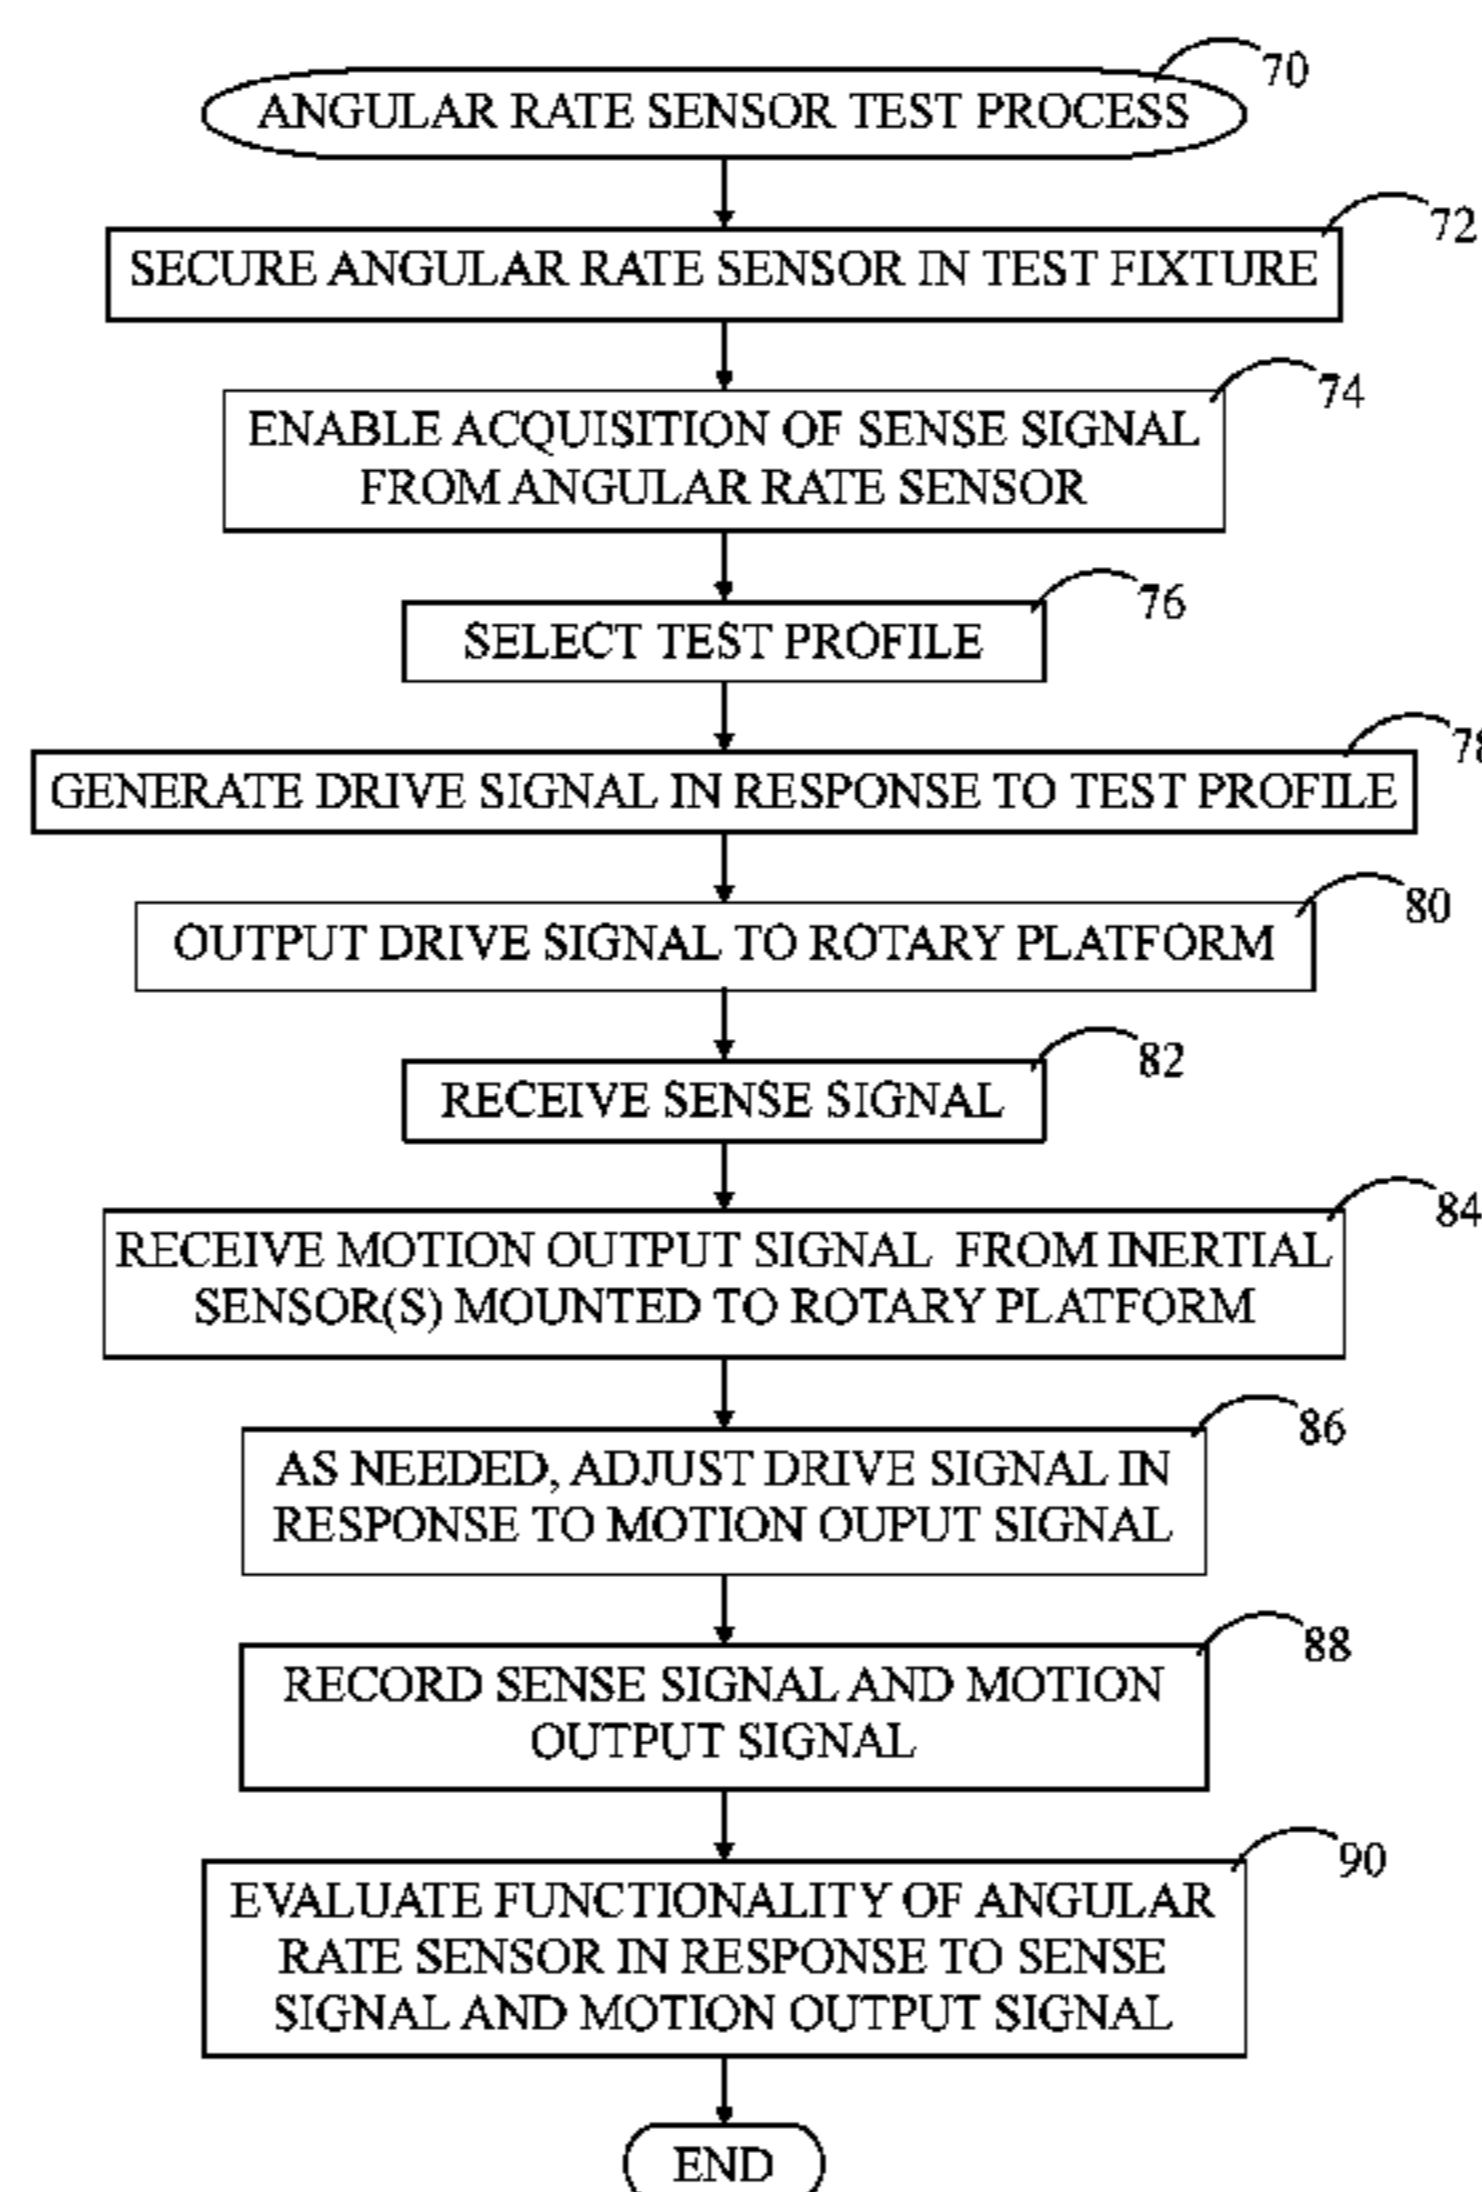 ANGULAR RATE SENSOR TEST PROCESS
70
SECURE ANGULAR RATE SENSOR IN TEST FIXTURE
72
ENABLE ACQUISITION OF SENSE SIGNAL
FROM ANGULAR RATE SENSOR
74
SELECT TEST PROFILE
76
GENERATE DRIVE SIGNAL IN RESPONSE TO TEST PROFILE
78
OUTPUT DRIVE SIGNAL TO ROTARY PLATFORM
80
RECEIVE SENSE SIGNAL
82
RECEIVE MOTION OUTPUT SIGNAL FROM INERTIAL
SENSOR(S) MOUNTED TO ROTARY PLATFORM
84
AS NEEDED, ADJUST DRIVE SIGNAL IN
RESPONSE TO MOTION OUPUT SIGNAL
86
RECORD SENSE SIGNAL AND MOTION
OUTPUT SIGNAL
88
EVALUATE FUNCTIONALITY OF ANGULAR
RATE SENSOR IN RESPONSE TO SENSE
SIGNAL AND MOTION OUTPUT SIGNAL
90
END